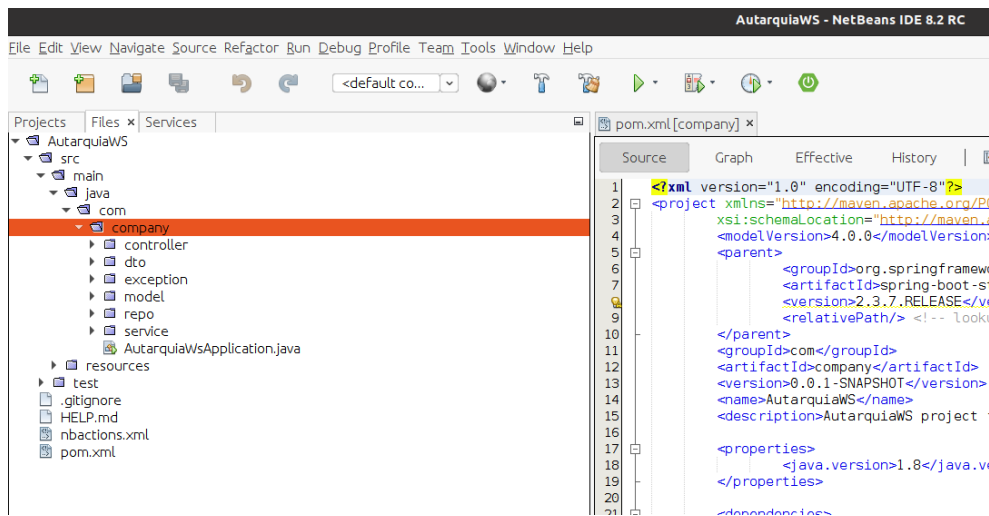 AutarquiaWS - NetBeans IDE 8.2 RC
File Edit View Navigate Source Refactor Run Debug Profile Team Tools Window Help
<default co...
Projects Files × Services
AutarquiaWS
src
main
java
com
company
controller
dto
exception
model
repo
service
AutarquiaWsApplication.java
resources
test
.gitignore
HELP.md
nbactions.xml
pom.xml
pom.xml [company] ×
Source Graph Effective History
1 <?xml version="1.0" encoding="UTF-8"?>
2 <project xmlns="http://maven.apache.org/PO
3 xsi:schemaLocation="http://maven.a
4 <modelVersion>4.0.0</modelVersion>
5 <parent>
6 <groupId>org.springframewo
7 <artifactId>spring-boot-st
<version>2.3.7.RELEASE</ve
9 <relativePath/> <!-- looku
10 </parent>
11 <groupId>com</groupId>
12 <artifactId>company</artifactId>
13 <version>0.0.1-SNAPSHOT</version>
14 <name>AutarquiaWS</name>
15 <description>AutarquiaWS project
16
17 <properties>
18 <java.version>1.8</java.ve
19 </properties>
20
21 <dependencies>